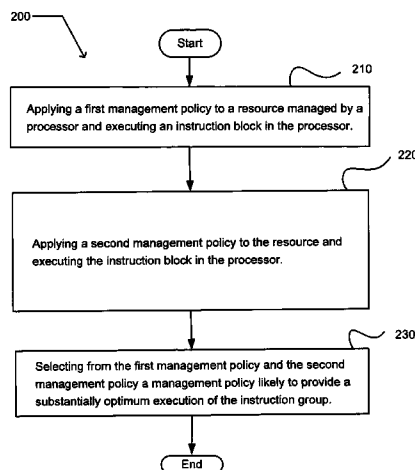 200
Start
210
Applying a first management policy to a resource managed by a
processor and executing an instruction block in the processor.
220
Applying a second management policy to the resource and
executing the instruction block in the processor.
230
Selecting from the first management policy and the second
management policy a management policy likely to provide a
substantially optimum execution of the instruction group.
End